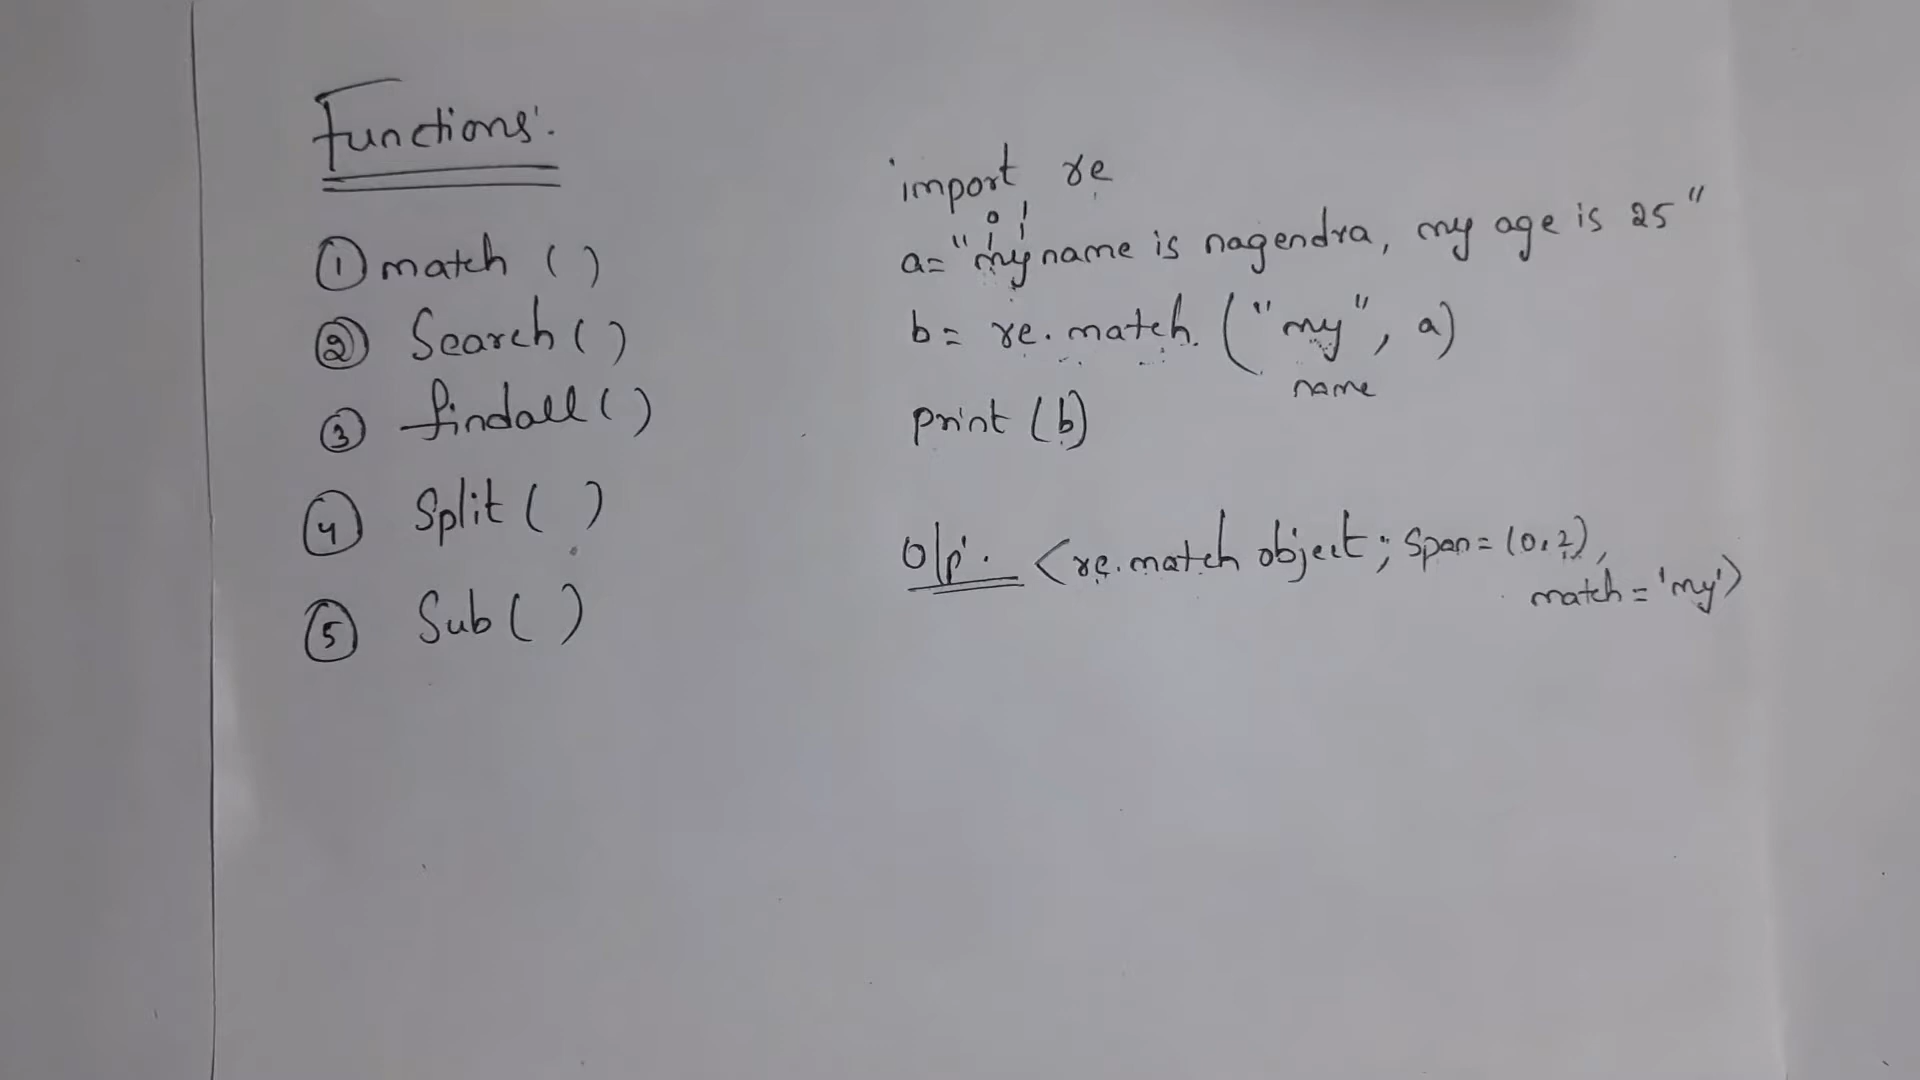 Functions:
① match ( )
② Search ( )
③ findall ( )
④ Split ( )
⑤ Sub ( )
import re
0 1
a= "my name is nagendra, my age is 25"
b= re.match ("my", a)
name
print (b)
O/p: <re.match object; span=(0,2),
match='my'>